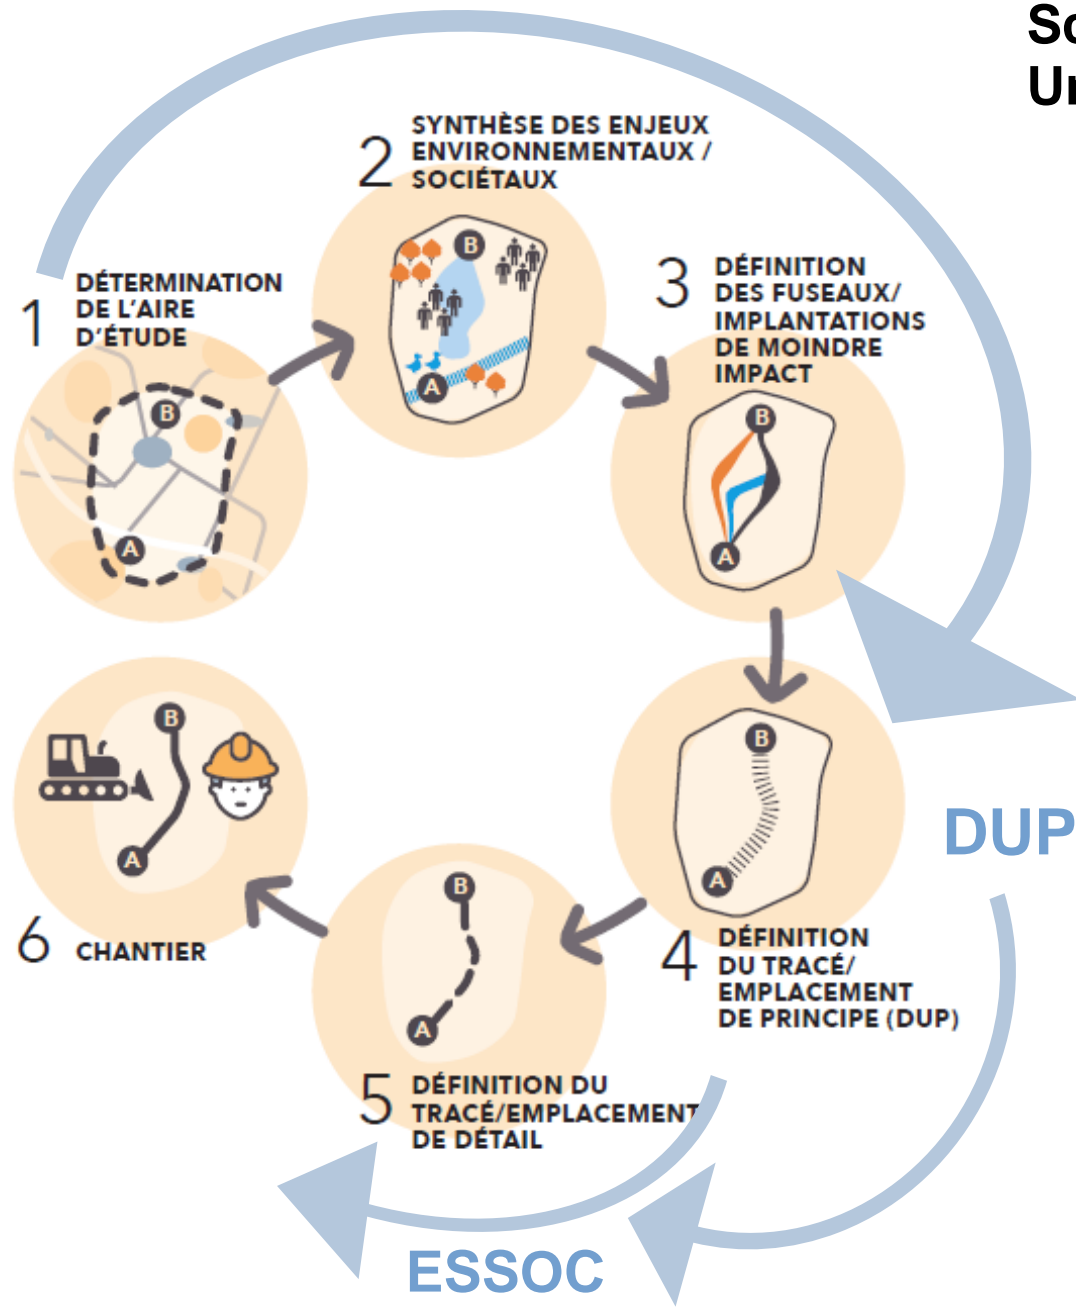 1
DÉTERMINATION
DE L'AIRE
D'ÉTUDE
B
A
2
SYNTHÈSE DES ENJEUX
ENVIRONNEMENTAUX /
SOCIÉTAUX
B
A
3
DÉFINITION
DES FUSEAUX/
IMPLANTATIONS
DE MOINDRE
IMPACT
B
A
B
A
4
DÉFINITION
DU TRACÉ/
EMPLACEMENT
DE PRINCIPE (DUP)
DUP
B
A
5
DÉFINITION DU
TRACÉ/EMPLACEMENT
DE DÉTAIL
ESSOC
B
A
6
CHANTIER